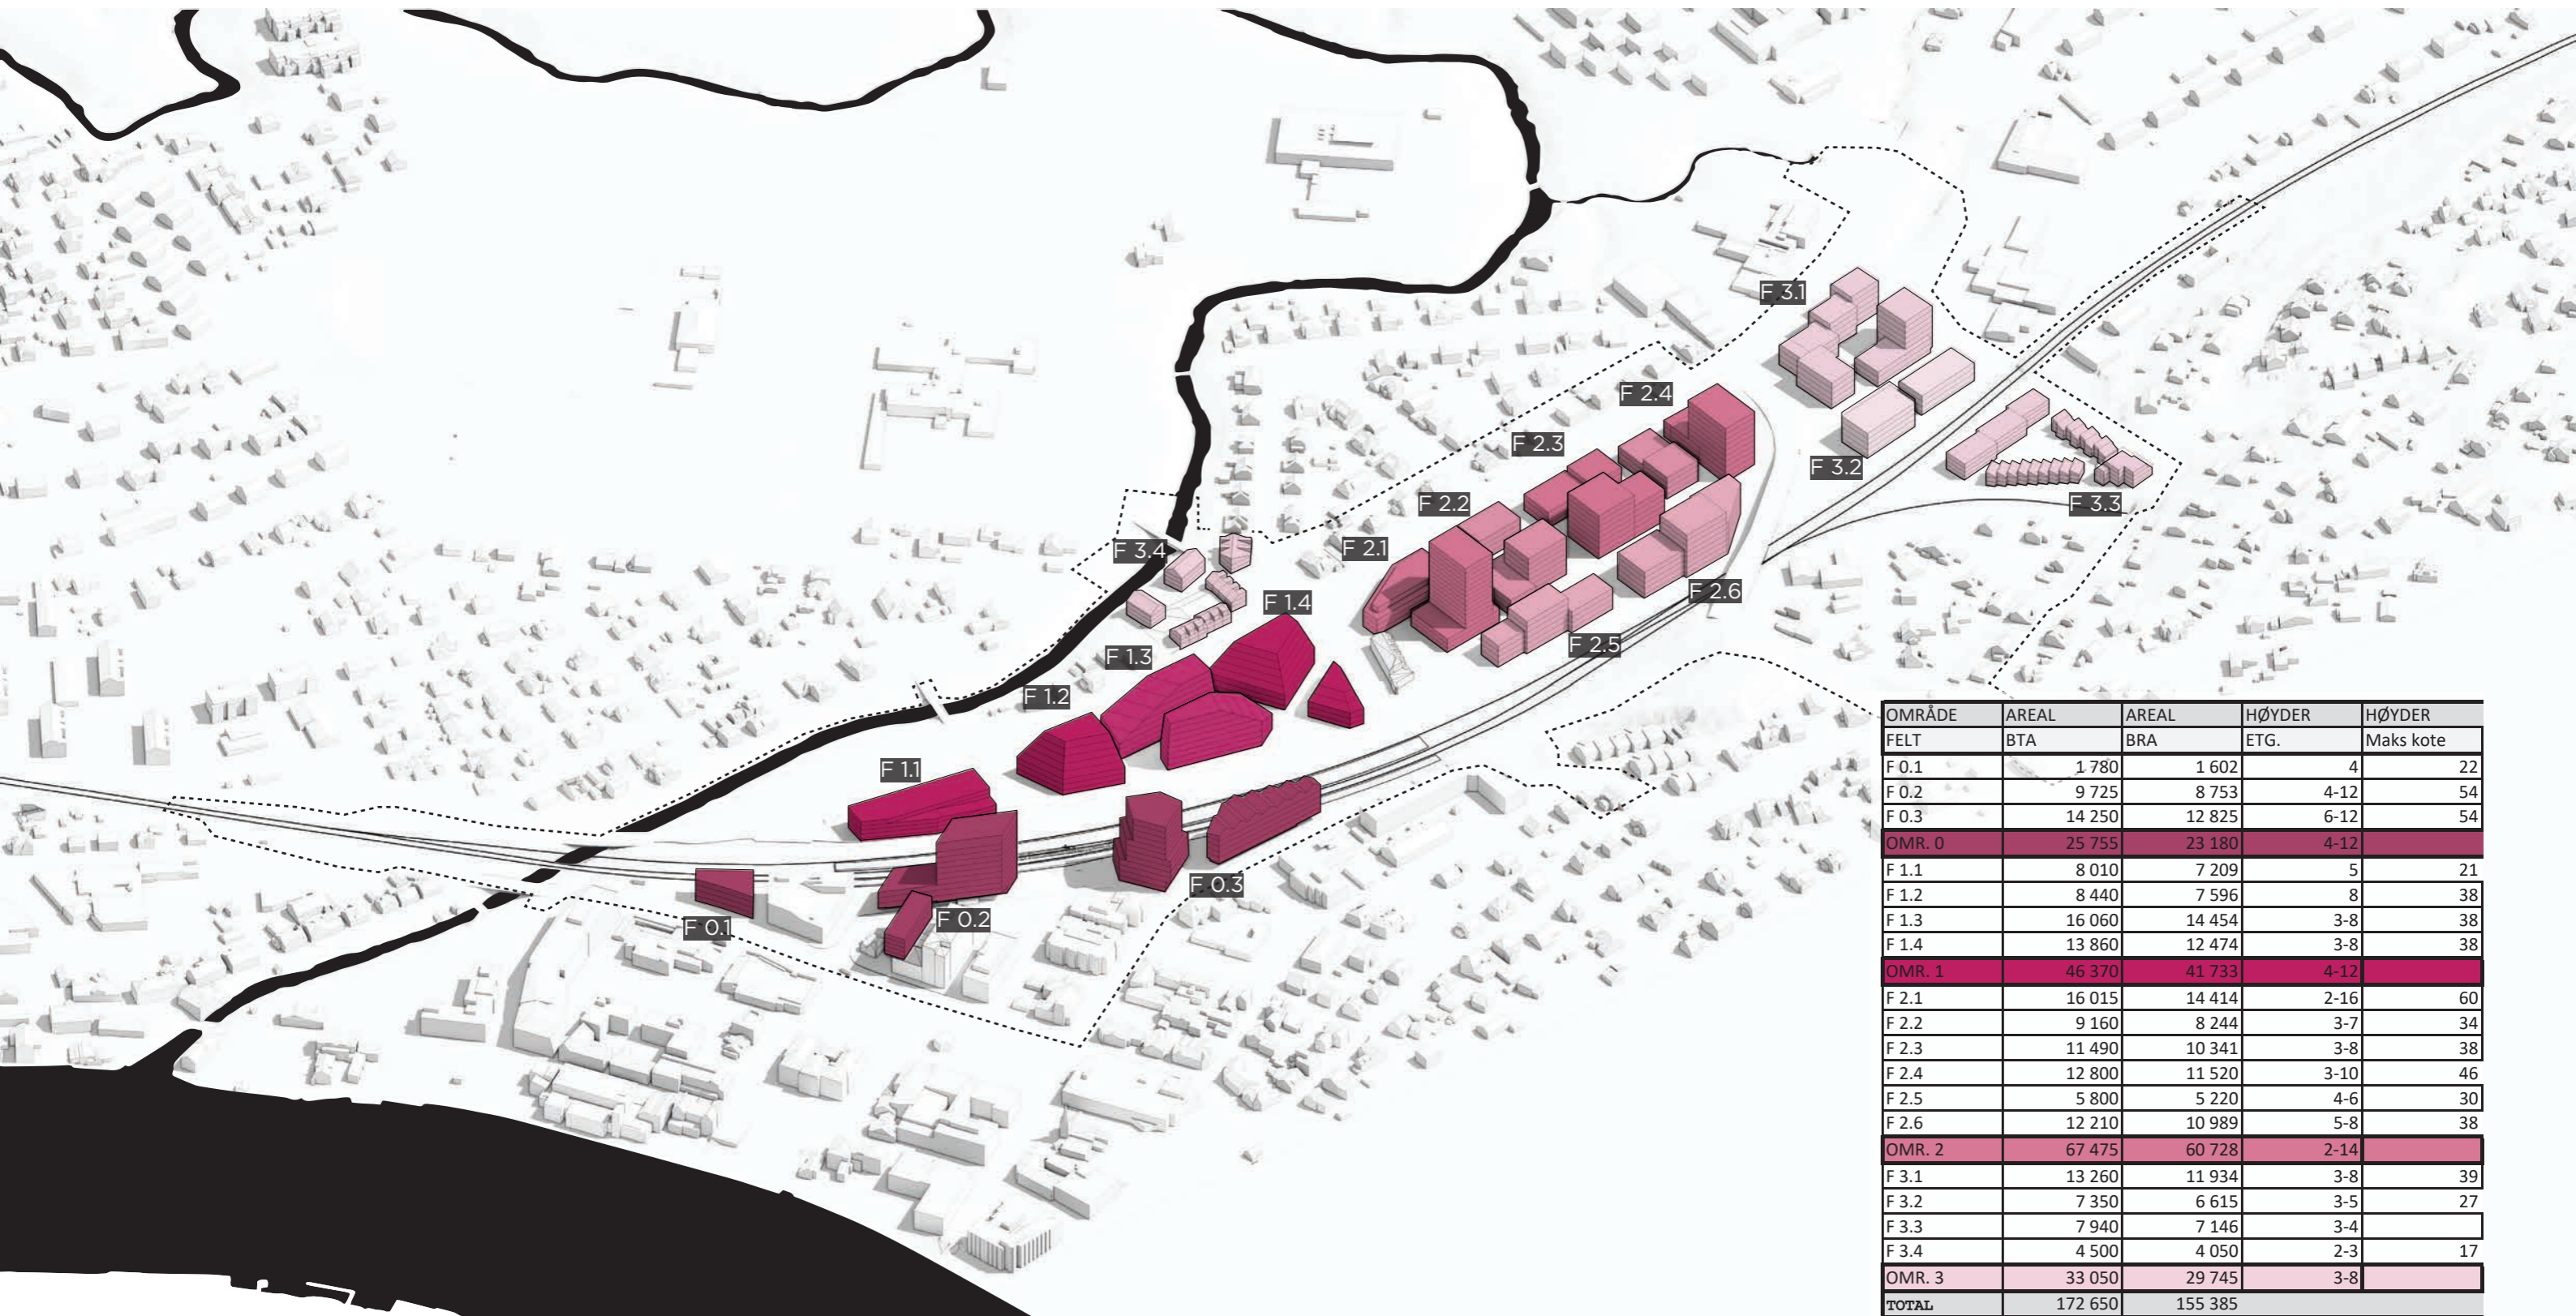 F 3.1
F 2.4
F 2.3
F 3.2
F 2.2
F 3.3
F 3.4
F 2.1
F 2.6
F 1.4
F 2.5
F 1.3
F 1.2
F 1.1
F 0.3
F 0.2
F 0.1
OMRÅDE AREAL AREAL HØYDER HØYDER
FELT BTA BRA ETG. Maks kote
F 0.1 1 780 1 602 4 22
F 0.2 9 725 8 753 4-12 54
F 0.3 14 250 12 825 6-12 54
OMR. 0 25 755 23 180 4-12
F 1.1 8 010 7 209 5 21
F 1.2 8 440 7 596 8 38
F 1.3 16 060 14 454 3-8 38
F 1.4 13 860 12 474 3-8 38
OMR. 1 46 370 41 733 4-12
F 2.1 16 015 14 414 2-16 60
F 2.2 9 160 8 244 3-7 34
F 2.3 11 490 10 341 3-8 38
F 2.4 12 800 11 520 3-10 46
F 2.5 5 800 5 220 4-6 30
F 2.6 12 210 10 989 5-8 38
OMR. 2 67 475 60 728 2-14
F 3.1 13 260 11 934 3-8 39
F 3.2 7 350 6 615 3-5 27
F 3.3 7 940 7 146 3-4
F 3.4 4 500 4 050 2-3 17
OMR. 3 33 050 29 745 3-8
TOTAL 172 650 155 385